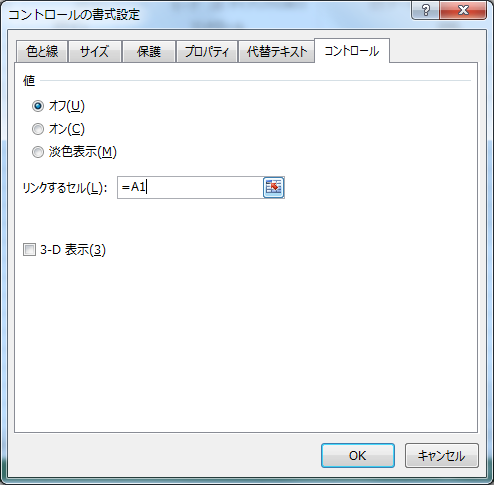 コントロールの書式設定
色と線 サイズ 保護 プロパティ 代替テキスト コントロール
値
オフ(U)
オン(C)
淡色表示(M)
リンクするセル(L): =A1
3-D 表示(3)
OK キャンセル